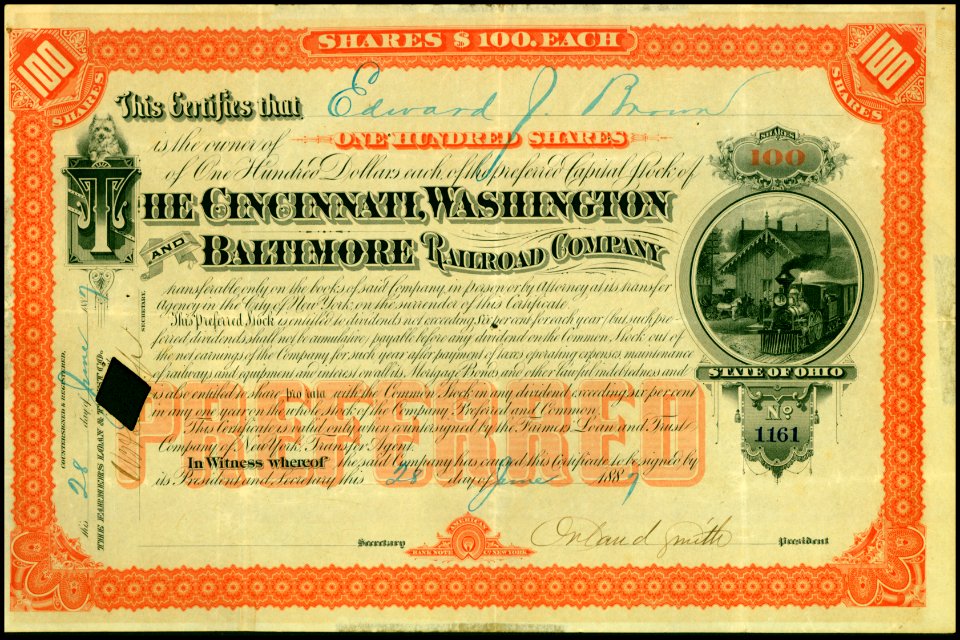 SHARES $100. EACH
100
SHARES
100
SHARES
This Certifies that Edward J. Brown
is the owner of ONE HUNDRED SHARES
of One Hundred Dollars each, of the preferred Capital Stock of
THE CINCINNATI, WASHINGTON
AND BALTIMORE RAILROAD COMPANY
transferable only on the books of said Company, in person or by Attorney at its transfer
Agency in the City of New York on the surrender of this Certificate.
This Preferred Stock is entitled to dividends not exceeding six per cent for each year, (but such pre-
ferred dividends shall not be cumulative,) payable before any dividend on the Common Stock out of
the net earnings of the Company for such year after payment of taxes operating expenses, maintenance
of railways, and equipment and interest on all its Mortgage Bonds and other lawful indebtedness and
is also entitled to share pro rata with the Common Stock in any dividend exceeding six per cent
in any one year on the whole Stock of the Company, Preferred and Common.
This Certificate is valid only when countersigned by the Farmers Loan and Trust
Company of New York, Transfer Agent.
In Witness whereof the said Company has caused this Certificate to be signed by
its President and Secretary this 28 day of June 1889
PREFERRED
Secretary
Orland Smith President
AMERICAN
BANK NOTE Co NEW YORK
SHARES
100
STATE OF OHIO
No
1161
COUNTERSIGNED & REGISTERED,
this 28 day of June
THE FARMERS LOAN & TRUST CO.
SECRETARY.